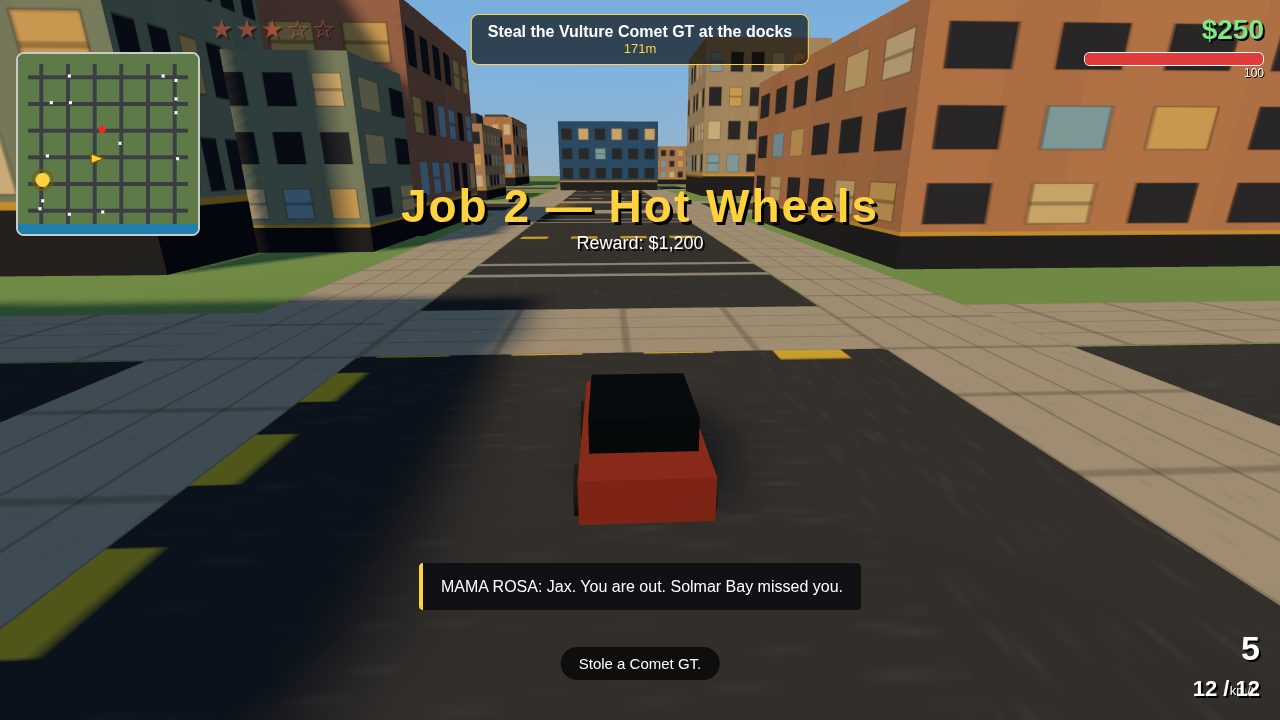 ★★★☆☆
Steal the Vulture Comet GT at the docks
171m
$250
100
Job 2 — Hot Wheels
Reward: $1,200
MAMA ROSA: Jax. You are out. Solmar Bay missed you.
Stole a Comet GT.
5
12 / 12